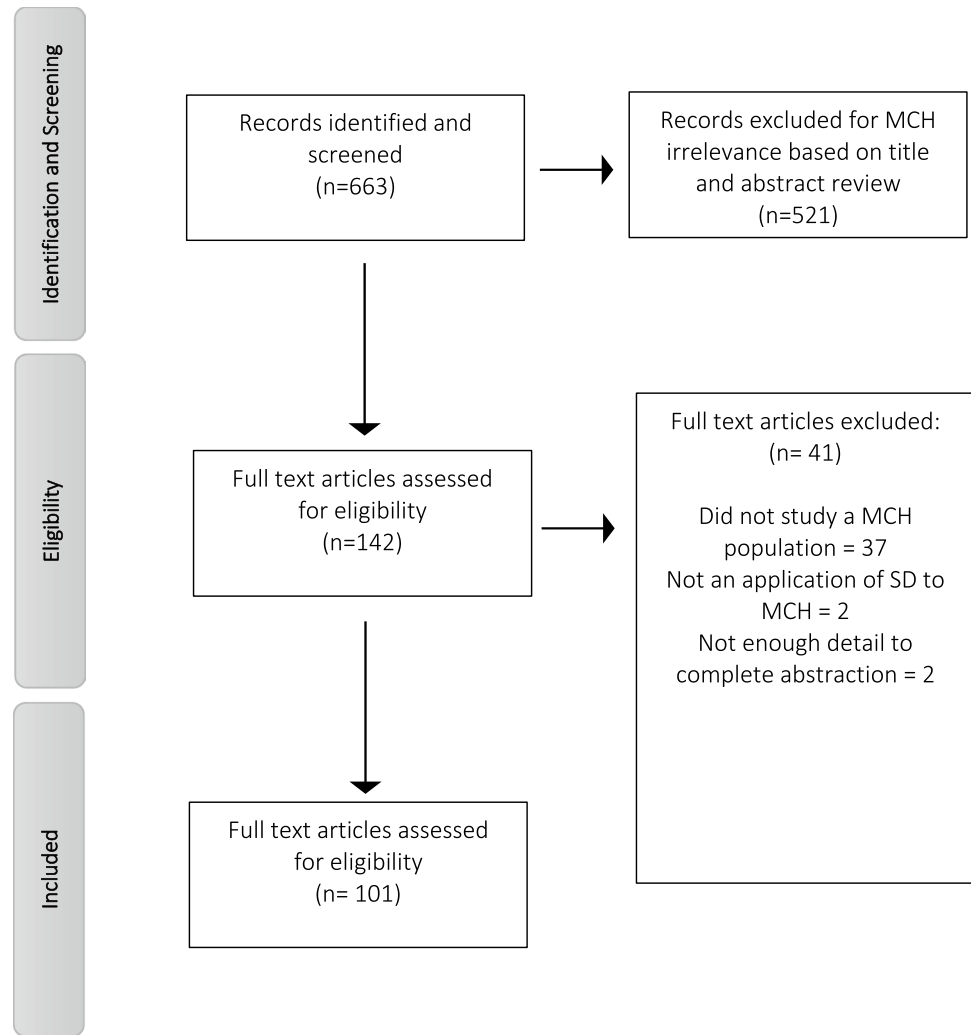 Identification and Screening
Records identified and
screened
(n=663)
Records excluded for MCH
irrelevance based on title
and abstract review
(n=521)
Eligibility
Full text articles assessed
for eligibility
(n=142)
Full text articles excluded:
(n= 41)
Did not study a MCH
population = 37
Not an application of SD to
MCH = 2
Not enough detail to
complete abstraction = 2
Included
Full text articles assessed
for eligibility
(n= 101)